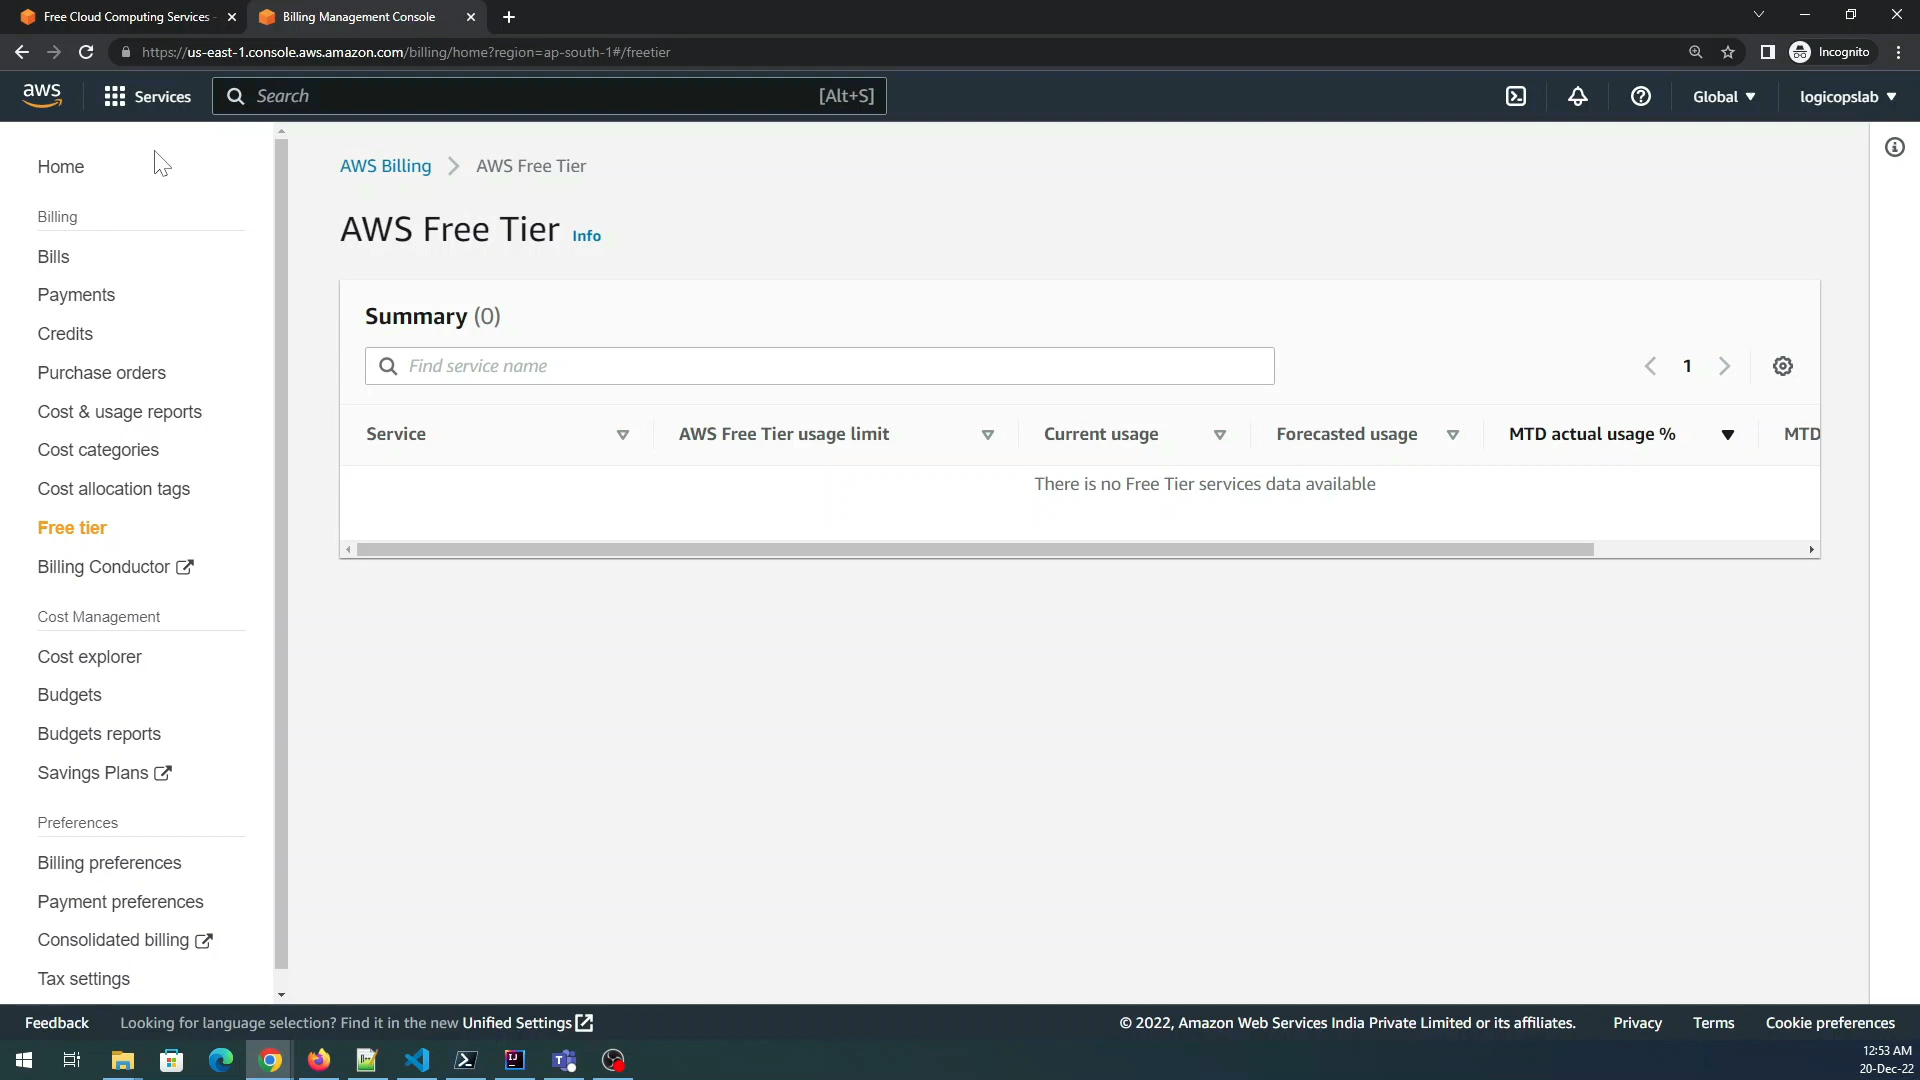 Free Cloud Computing Services -
Billing Management Console
https://us-east-1.console.aws.amazon.com/billing/home?region=ap-south-1#/freetier
Incognito
aws
Services
Search
[Alt+S]
Global
logicopslab
Home
Billing
Bills
Payments
Credits
Purchase orders
Cost & usage reports
Cost categories
Cost allocation tags
Free tier
Billing Conductor
Cost Management
Cost explorer
Budgets
Budgets reports
Savings Plans
Preferences
Billing preferences
Payment preferences
Consolidated billing
Tax settings
AWS Billing
AWS Free Tier
AWS Free Tier Info
Summary (0)
Find service name
1
Service
AWS Free Tier usage limit
Current usage
Forecasted usage
MTD actual usage %
MTD
There is no Free Tier services data available
Feedback
Looking for language selection? Find it in the new Unified Settings
© 2022, Amazon Web Services India Private Limited or its affiliates.
Privacy
Terms
Cookie preferences
12:53 AM
20-Dec-22